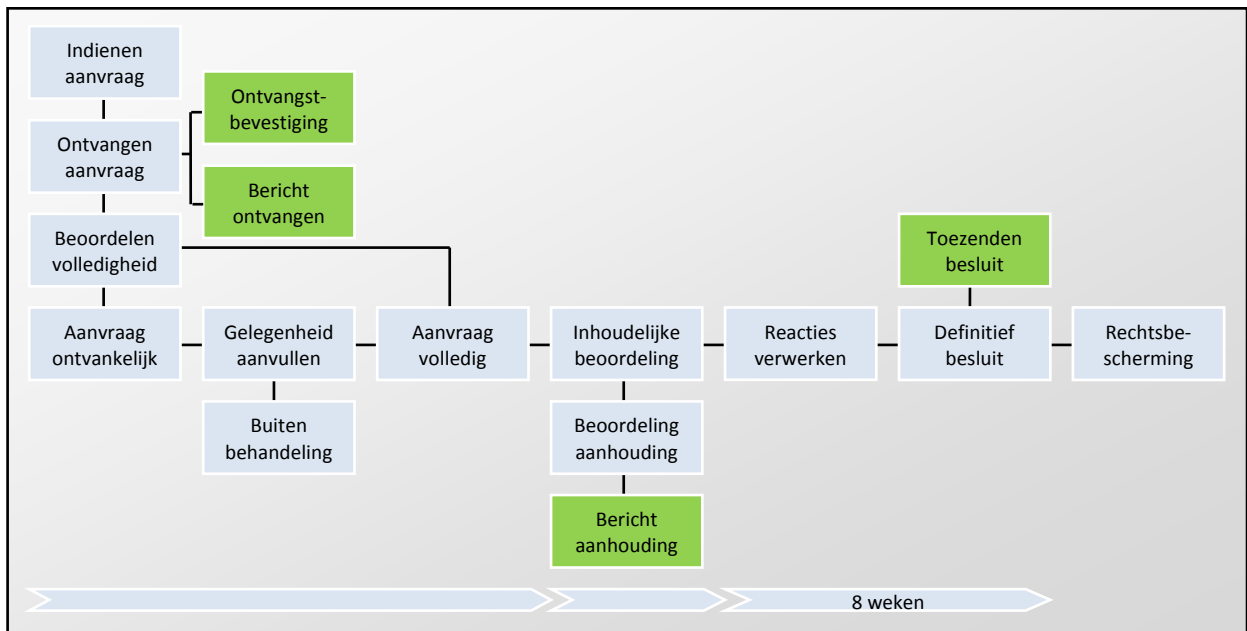 Indienen
aanvraag
Ontvangst-
bevestiging
Ontvangen
aanvraag
Bericht
ontvangen
Beoordelen
volledigheid
Toezenden
besluit
Aanvraag
ontvankelijk
Gelegenheid
aanvullen
Aanvraag
volledig
Inhoudelijke
beoordeling
Reacties
verwerken
Definitief
besluit
Rechtsbe-
scherming
Buiten
behandeling
Beoordeling
aanhouding
Bericht
aanhouding
8 weken